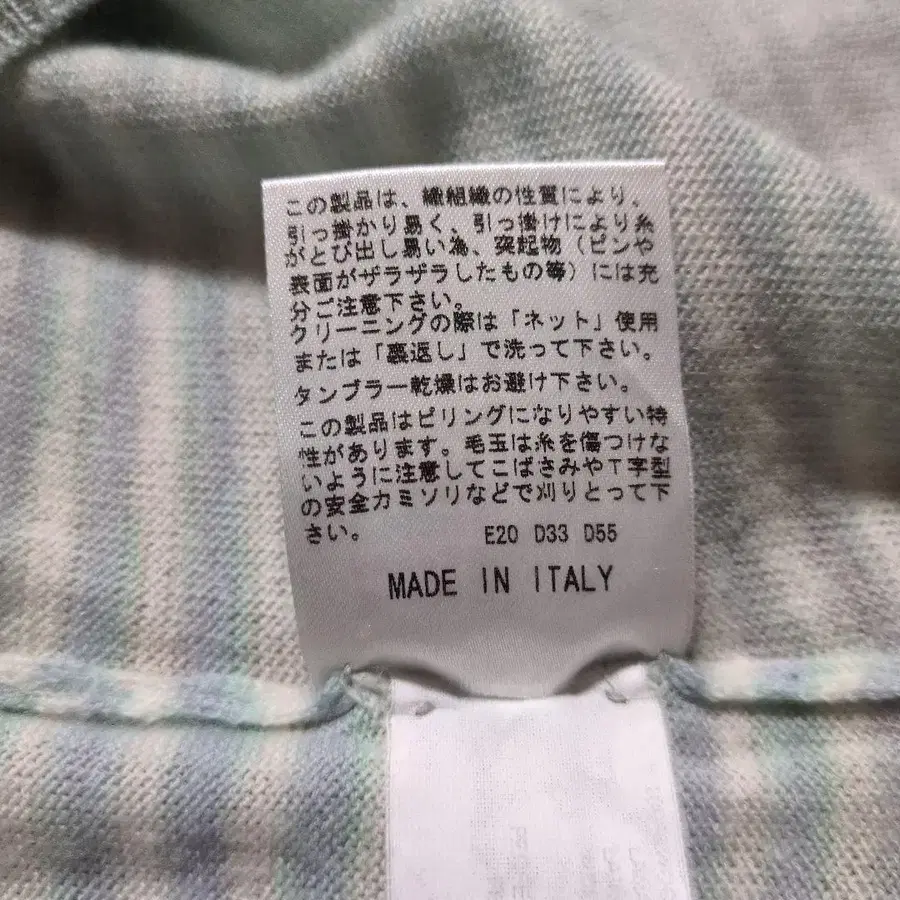 この製品は、繊組織の性質により、
引っ掛かり易く、引っ掛けにより糸
がとび出し易い為、突起物（ピンや
表面がザラザラしたもの等）には充
分ご注意下さい。
クリーニングの際は「ネット」使用
または「裏返し」で洗って下さい。
タンブラー乾燥はお避け下さい。
この製品はピリングになりやすい特
性があります。毛玉は糸を傷つけな
いように注意してこばさみやT字型
の安全カミソリなどで刈りとって下
さい。
E20 D33 D55
MADE IN ITALY